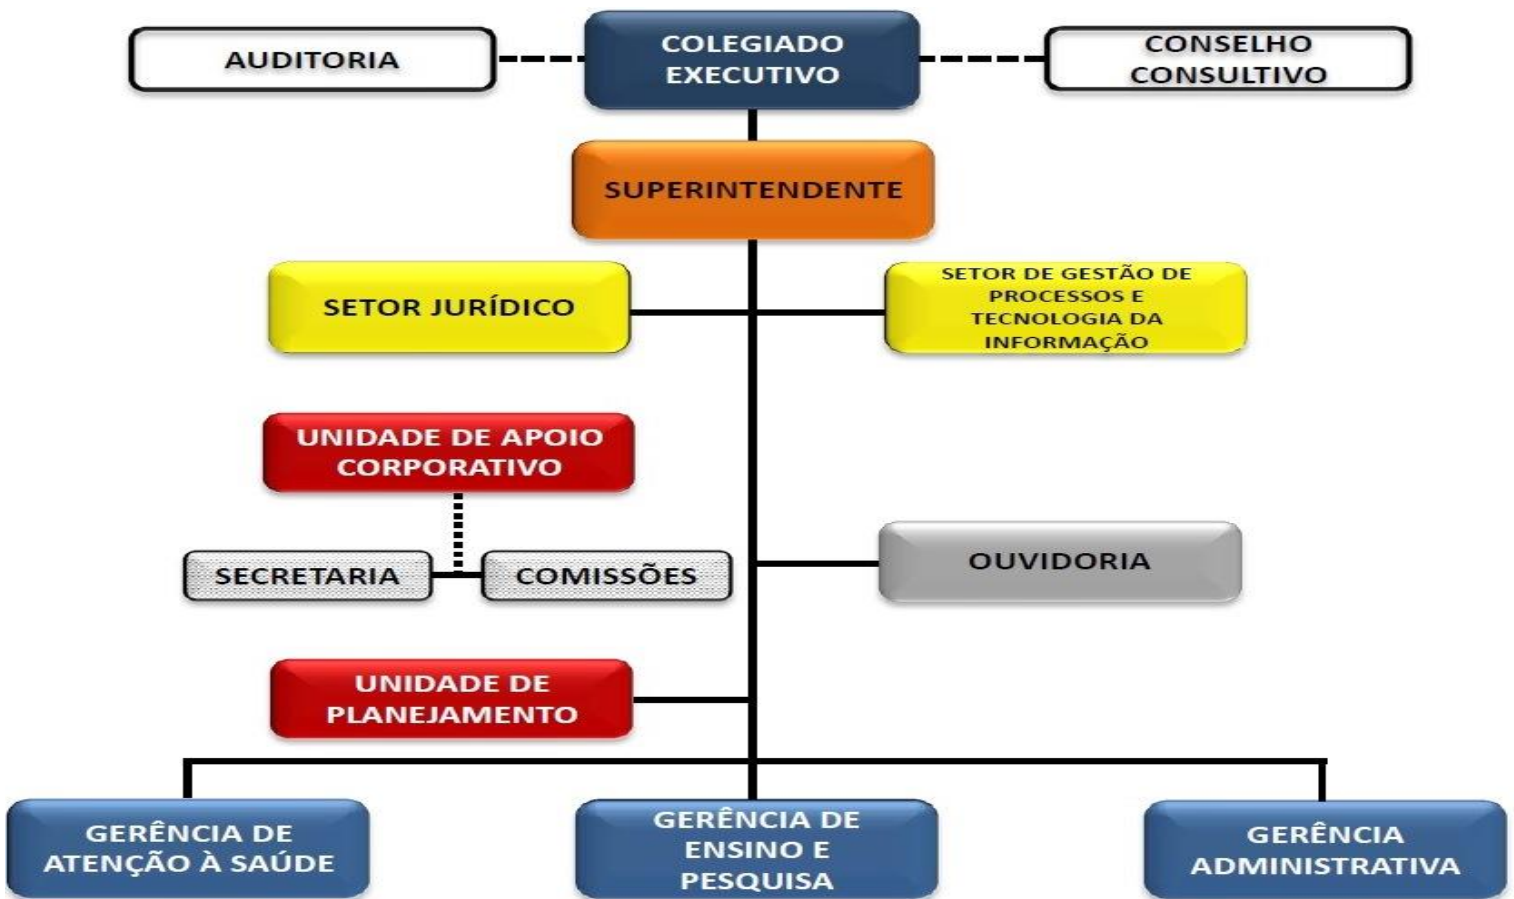 AUDITORIA
COLEGIADO
EXECUTIVO
CONSELHO
CONSULTIVO
SUPERINTENDENTE
SETOR JURÍDICO
SETOR DE GESTÃO DE
PROCESSOS E
TECNOLOGIA DA
INFORMAÇÃO
UNIDADE DE APOIO
CORPORATIVO
SECRETARIA
COMISSÕES
OUVIDORIA
UNIDADE DE
PLANEJAMENTO
GERÊNCIA DE
ATENÇÃO À SAÚDE
GERÊNCIA DE
ENSINO E
PESQUISA
GERÊNCIA
ADMINISTRATIVA